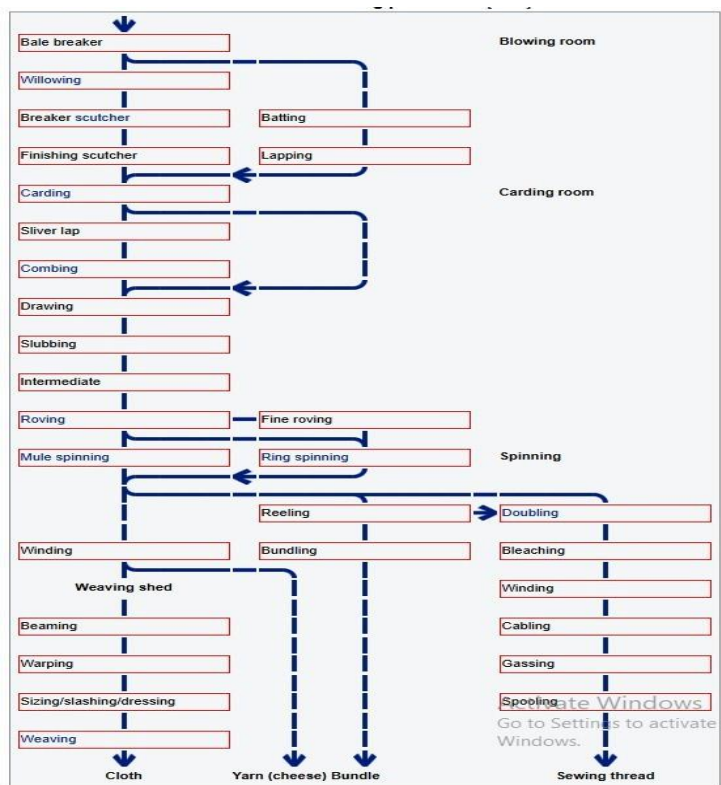 Bale breaker
Blowing room
Willowing
Breaker scutcher
Batting
Finishing scutcher
Lapping
Carding
Carding room
Sliver lap
Combing
Drawing
Slubbing
Intermediate
Roving
Fine roving
Mule spinning
Ring spinning
Spinning
Reeling
Doubling
Winding
Bundling
Bleaching
Weaving shed
Winding
Beaming
Cabling
Warping
Gassing
Sizing/slashing/dressing
Spooling
Activate Windows
Go to Settings to activate
Windows.
Weaving
Cloth
Yarn (cheese) Bundle
Sewing thread